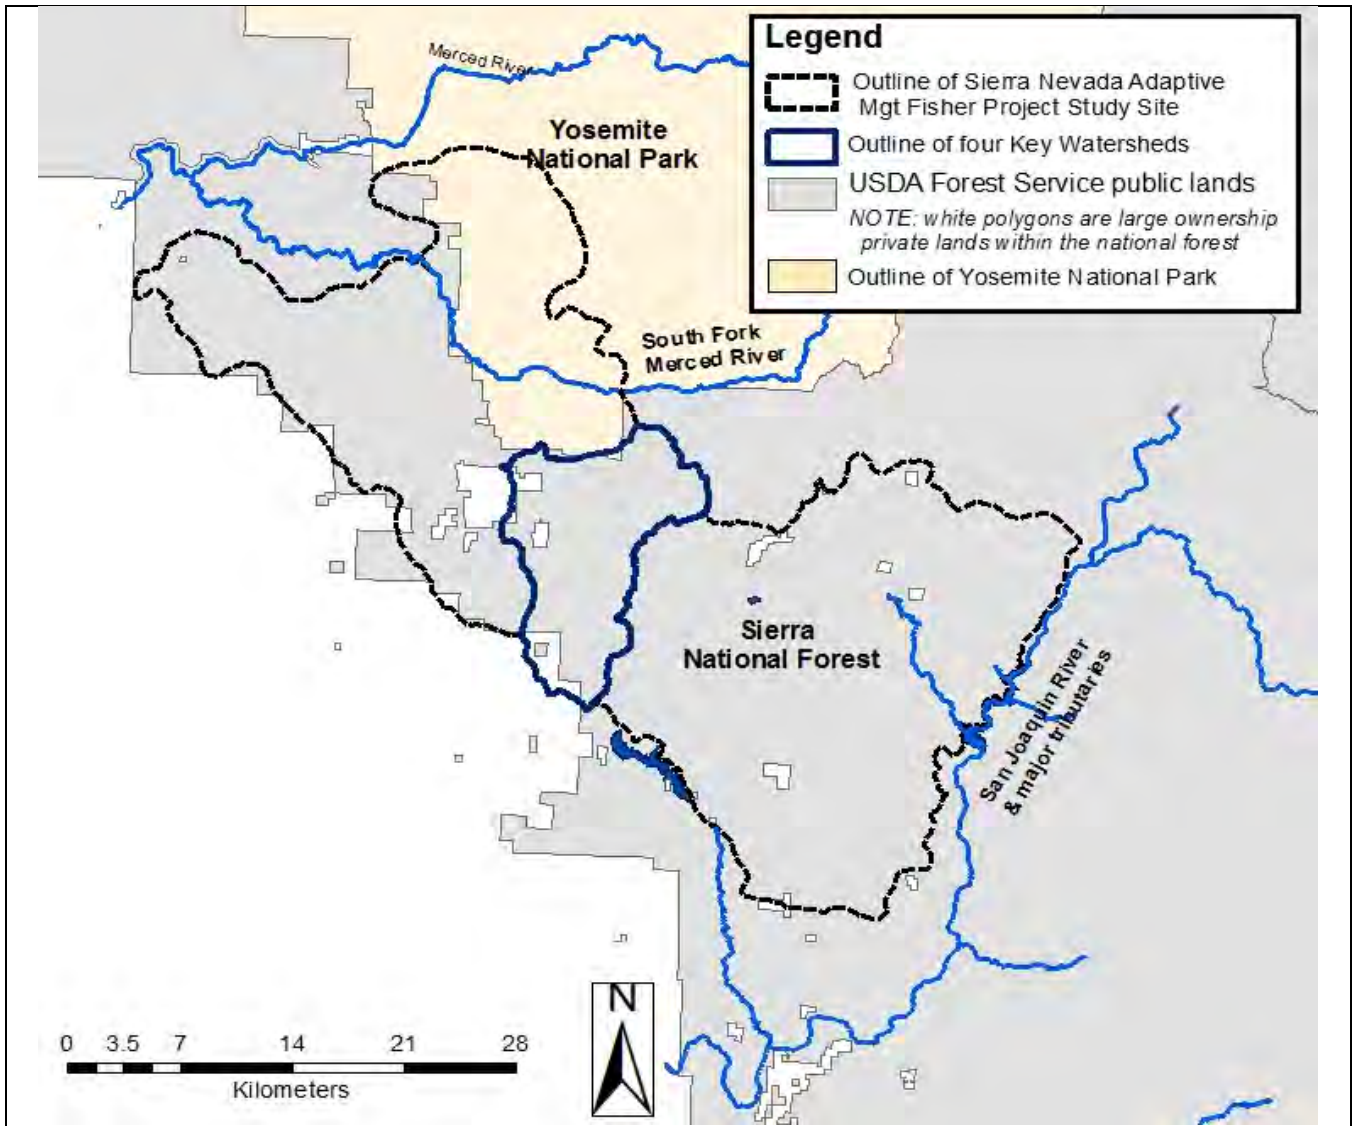 Legend
Outline of Sierra Nevada Adaptive
Mgt Fisher Project Study Site
Outline of four Key Watersheds
USDA Forest Service public lands
NOTE: white polygons are large ownership
private lands within the national forest
Outline of Yosemite National Park
Merced River
Yosemite
National Park
South Fork
Merced River
Sierra
National Forest
San Joaquin River
& major tributaries
N
0 3.5 7 14 21 28
Kilometers